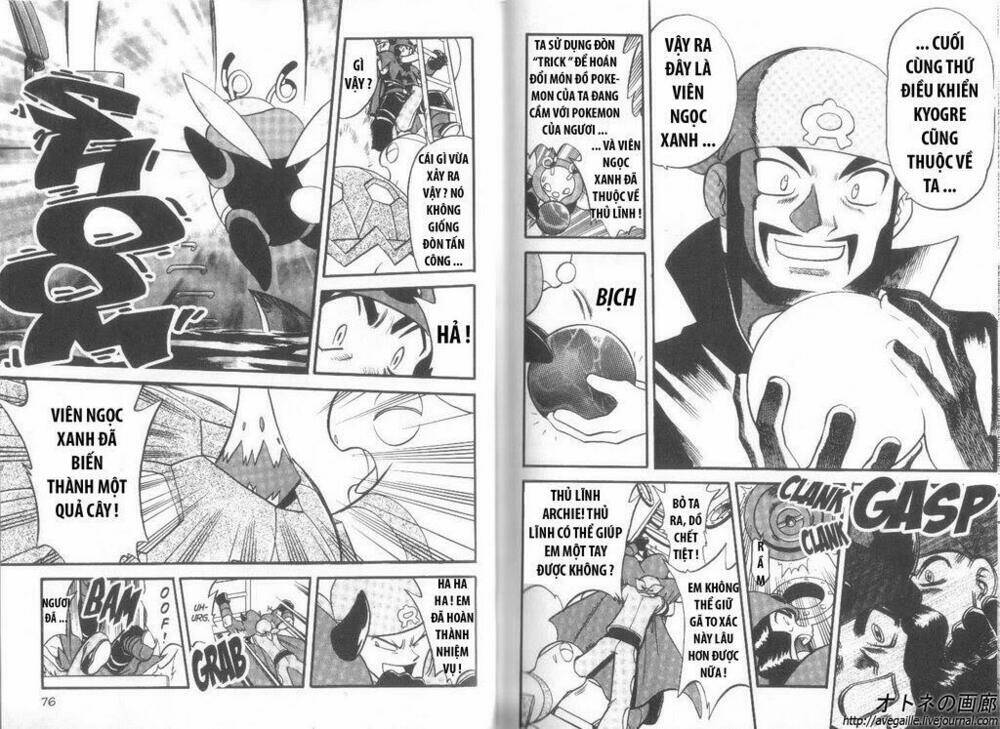 GÌ
VẬY ?
CÁI GÌ VỪA
XẢY RA
VẬY ? NÓ
KHÔNG
GIỐNG
ĐÒN TẤN
CÔNG ...
HẢ !
VIÊN NGỌC
XANH ĐÃ
BIẾN
THÀNH MỘT
QUẢ CÂY !
NGƯƠI
ĐÃ ...
BAM
OOF!
UH-
URG.
GRAB
HA HA
HA ! EM
ĐÃ HOÀN
THÀNH
NHIỆM
VỤ !
76
TA SỬ DỤNG ĐÒN
"TRICK" ĐỂ HOÁN
ĐỔI MÓN ĐỒ POKE-
MON CỦA TA ĐANG
CẦM VỚI POKEMON
CỦA NGƯƠI ...
... VÀ VIÊN
NGỌC
XANH ĐÃ
THUỘC VỀ
THỦ LĨNH !
BỊCH
VẬY RA
ĐÂY LÀ
VIÊN
NGỌC
XANH ...
... CUỐI
CÙNG THỨ
ĐIỀU KHIỂN
KYOGRE
CŨNG
THUỘC VỀ
TA ...
THỦ LĨNH
ARCHIE! THỦ
LĨNH CÓ THỂ GIÚP
EM MỘT TAY
ĐƯỢC KHÔNG ?
BỎ TA
RA, ĐỒ
CHẾT
TIỆT !
EM KHÔNG
THỂ GIỮ
GÃ TO XÁC
NÀY LÂU
HƠN ĐƯỢC
NỮA !
RẦM
CLANK
CLANK
GASP
オトネの画廊
http://avegaille.livejournal.com/